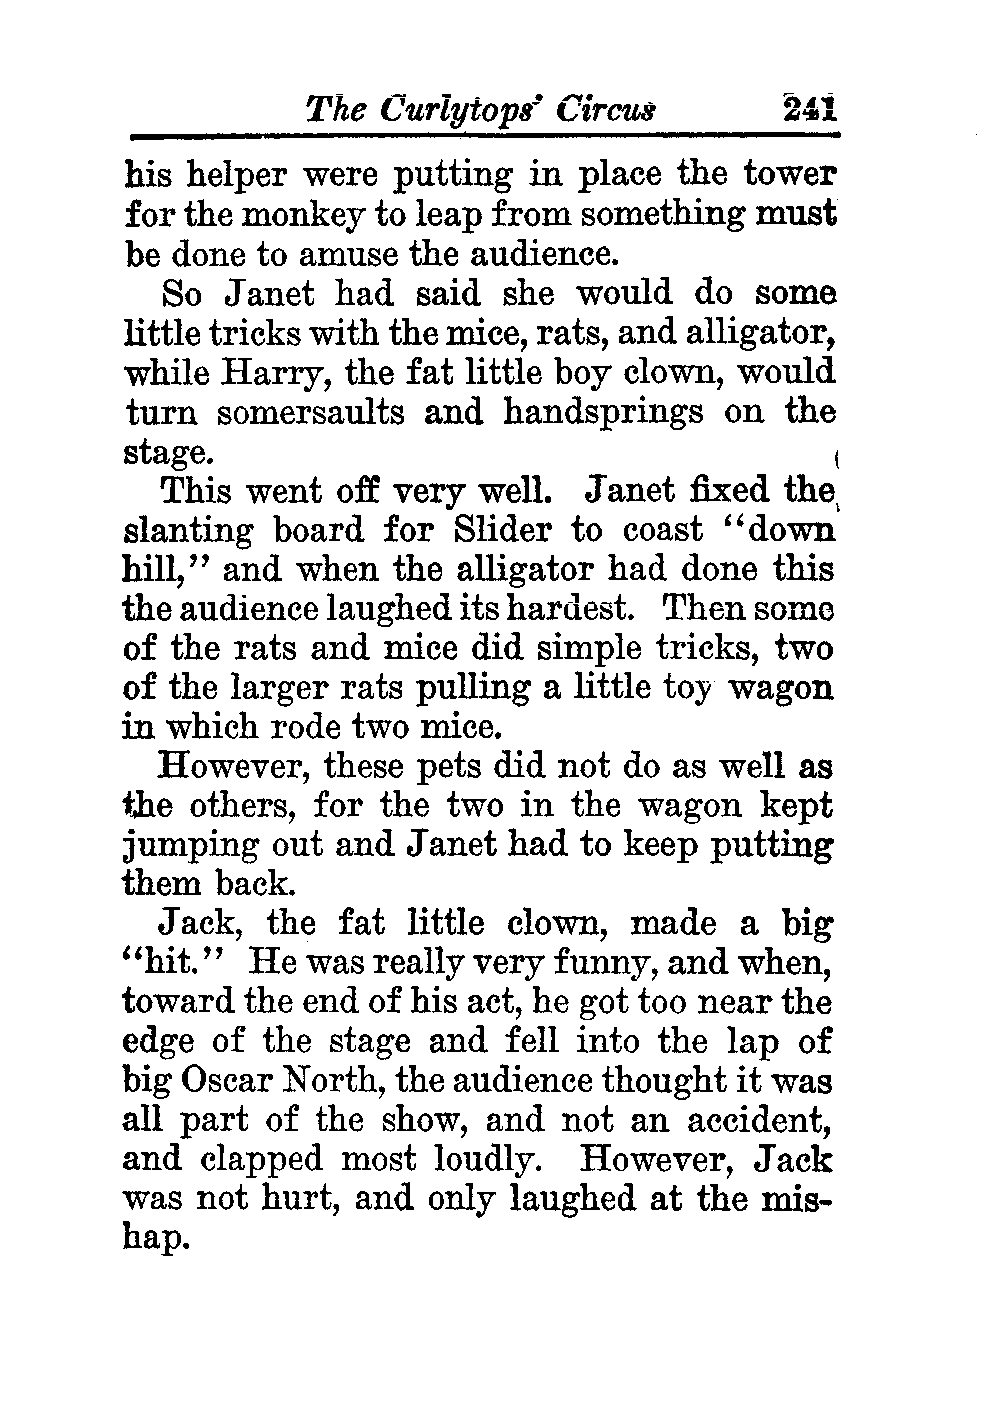 The Curlytops' Circus 241
his helper were putting in place the tower
for the monkey to leap from something must
be done to amuse the audience.
So Janet had said she would do some
little tricks with the mice, rats, and alligator,
while Harry, the fat little boy clown, would
turn somersaults and handsprings on the
stage.
This went off very well. Janet fixed the
slanting board for Slider to coast "down
hill," and when the alligator had done this
the audience laughed its hardest. Then some
of the rats and mice did simple tricks, two
of the larger rats pulling a little toy wagon
in which rode two mice.
However, these pets did not do as well as
the others, for the two in the wagon kept
jumping out and Janet had to keep putting
them back.
Jack, the fat little clown, made a big
"hit." He was really very funny, and when,
toward the end of his act, he got too near the
edge of the stage and fell into the lap of
big Oscar North, the audience thought it was
all part of the show, and not an accident,
and clapped most loudly. However, Jack
was not hurt, and only laughed at the mis-
hap.